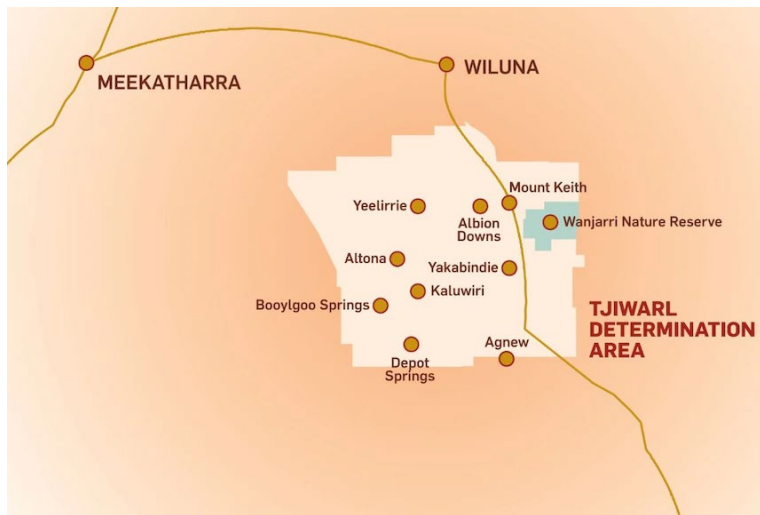 MEEKATHARRA
WILUNA
Mount Keith
Yeelirrie
Albion
Downs
Wanjarri Nature Reserve
Altona
Yakabindie
Kaluwiri
Booylgoo Springs
TJIWARL
DETERMINATION
AREA
Agnew
Depot
Springs